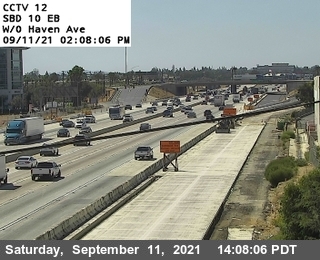 CCTV 12
SBD 10 EB
W/O Haven Ave
09/11/21 02:08:06 PM
Saturday, September 11, 2021 14:08:06 PDT